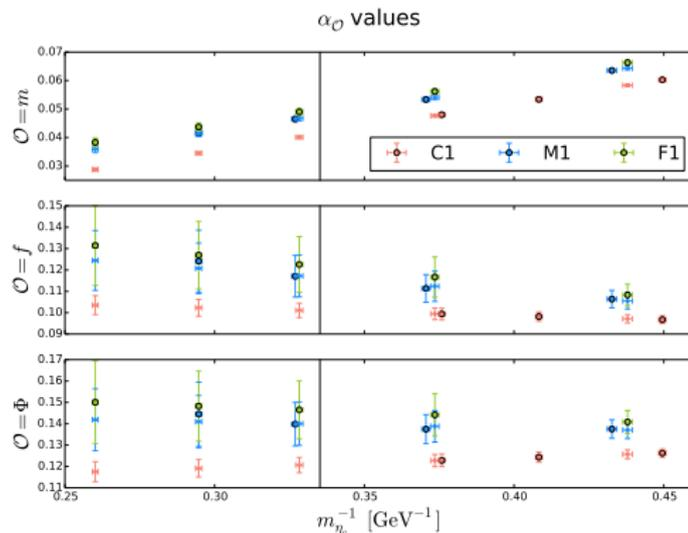 α_𝒪 values
0.07
0.06
0.05
0.04
0.03
𝒪=m
C1 M1 F1
0.15
0.14
0.13
0.12
0.11
0.10
0.09
𝒪=f
0.17
0.16
0.15
0.14
0.13
0.12
0.11
𝒪=Φ
0.25 0.30 0.35 0.40 0.45
m_{η_c}^{-1} [GeV^{-1}]